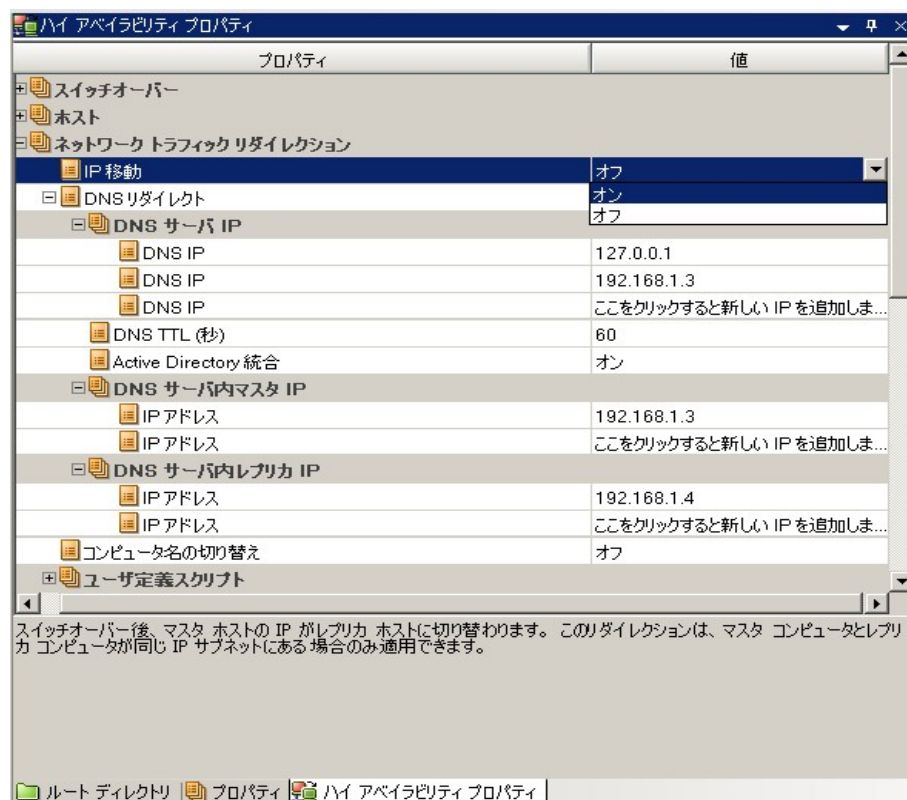 ハイ アベイラビリティ プロパティ
プロパティ 値
スイッチオーバー
ホスト
ネットワーク トラフィック リダイレクション
IP 移動 オフ
オン
DNS リダイレクト
オフ
DNS サーバ IP
DNS IP 127.0.0.1
DNS IP 192.168.1.3
DNS IP ここをクリックすると新しい IP を追加しま...
DNS TTL (秒) 60
Active Directory 統合 オン
DNS サーバ内マスタ IP
IP アドレス 192.168.1.3
IP アドレス ここをクリックすると新しい IP を追加しま...
DNS サーバ内レプリカ IP
IP アドレス 192.168.1.4
IP アドレス ここをクリックすると新しい IP を追加しま...
コンピュータ名の切り替え オフ
ユーザ定義スクリプト
スイッチオーバー後、マスタ ホストの IP がレプリカ ホストに切り替わります。 このリダイレクションは、マスタ コンピュータとレプリ
カ コンピュータが同じ IP サブネットにある場合のみ適用できます。
ルート ディレクトリ プロパティ ハイ アベイラビリティ プロパティ